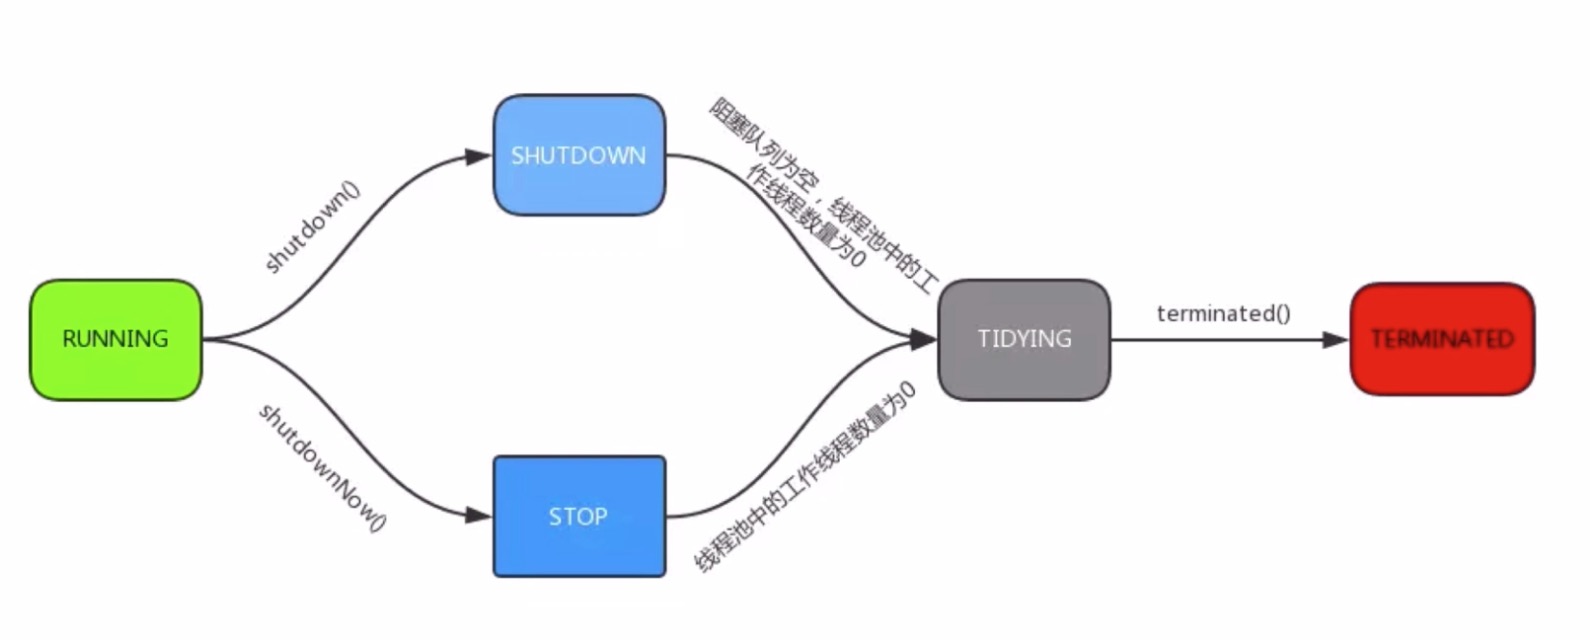 RUNNING
shutdown()
SHUTDOWN
阻塞队列为空，线程池中的工
作线程数量为0
shutdownNow()
STOP
线程池中的工作线程数量为0
TIDYING
terminated()
TERMINATED